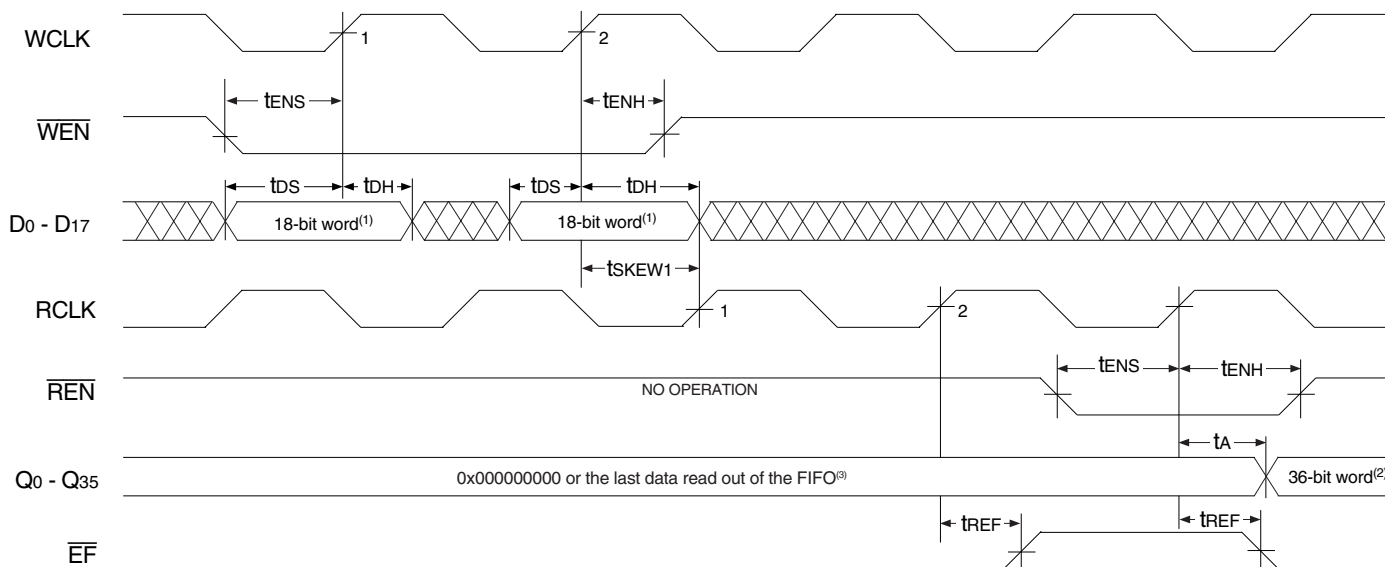 WCLK 1 2
tENS tENH
WEN
tDS tDH tDS tDH
D0 - D17 18-bit word(1) 18-bit word(1)
tSKEW1
RCLK 1 2
tENS tENH
REN NO OPERATION
tA
Q0 - Q35 0x000000000 or the last data read out of the FIFO(3) 36-bit word(2)
tREF tREF
EF